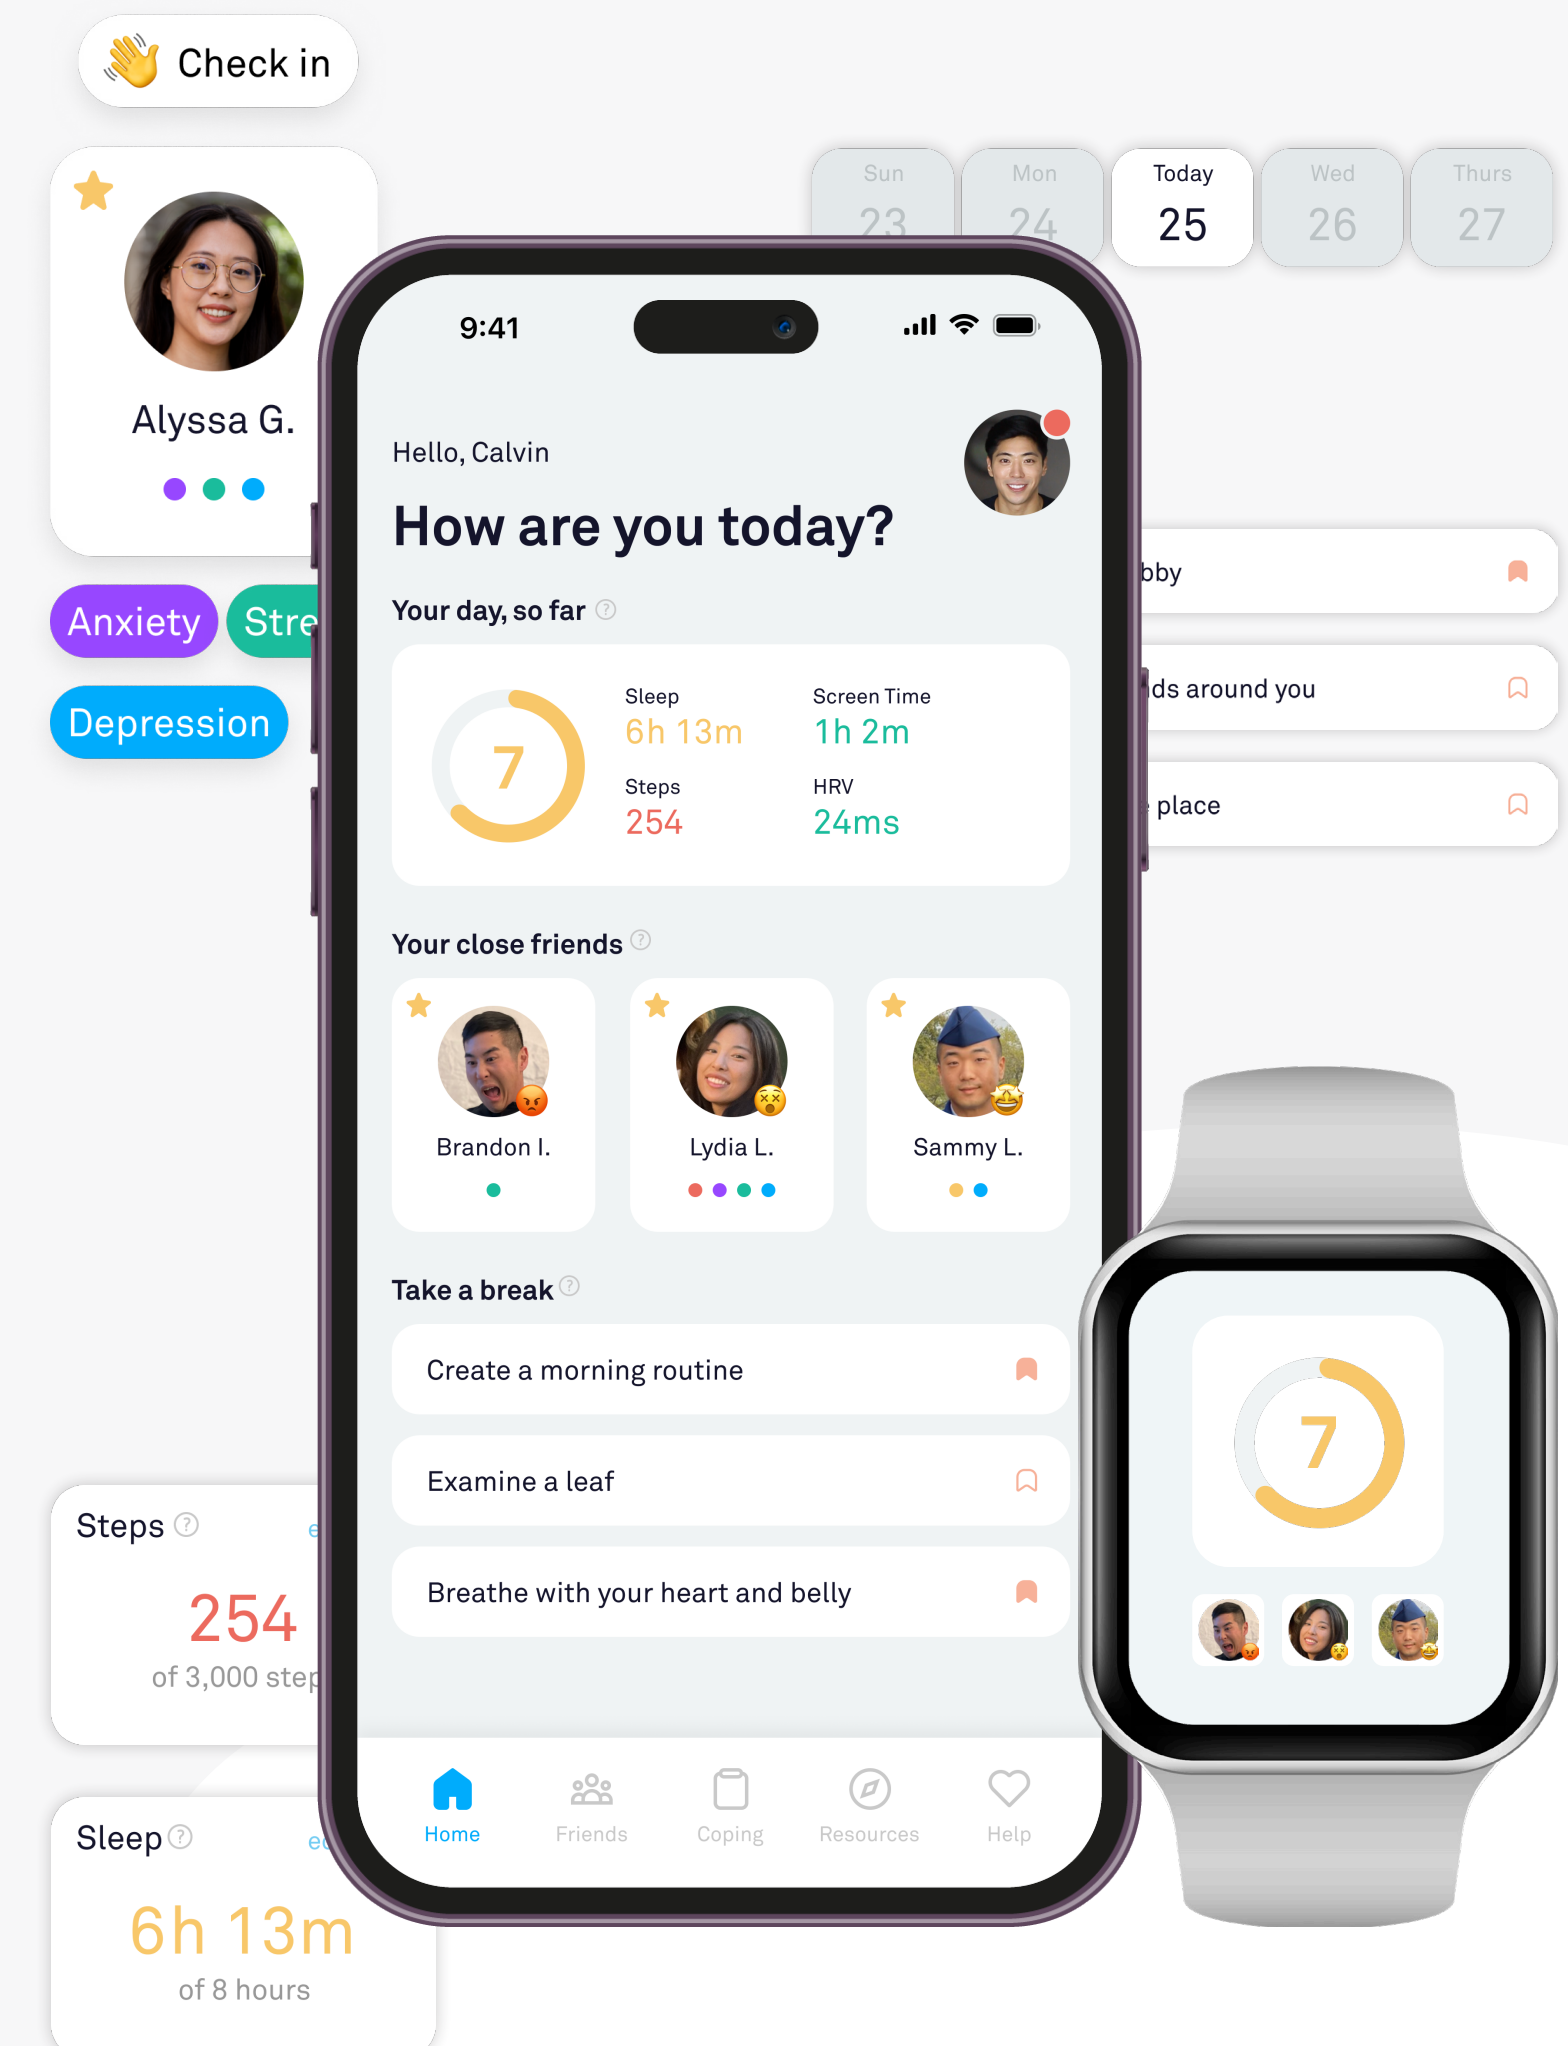 Check in
Sun
23
Mon
24
Today
25
Wed
26
Thurs
27
Alyssa G.
Anxiety
Depression
9:41
Hello, Calvin
How are you today?
Your day, so far ?
7
Sleep
6h 13m
Screen Time
1h 2m
Steps
254
HRV
24ms
around you
place
Your close friends ?
Brandon I.
Lydia L.
Sammy L.
Take a break ?
Create a morning routine
Examine a leaf
Breathe with your heart and belly
Home
Friends
Coping
Resources
Help
Steps ?
254
of 3,000
Sleep ?
6h 13m
of 8 hours
7